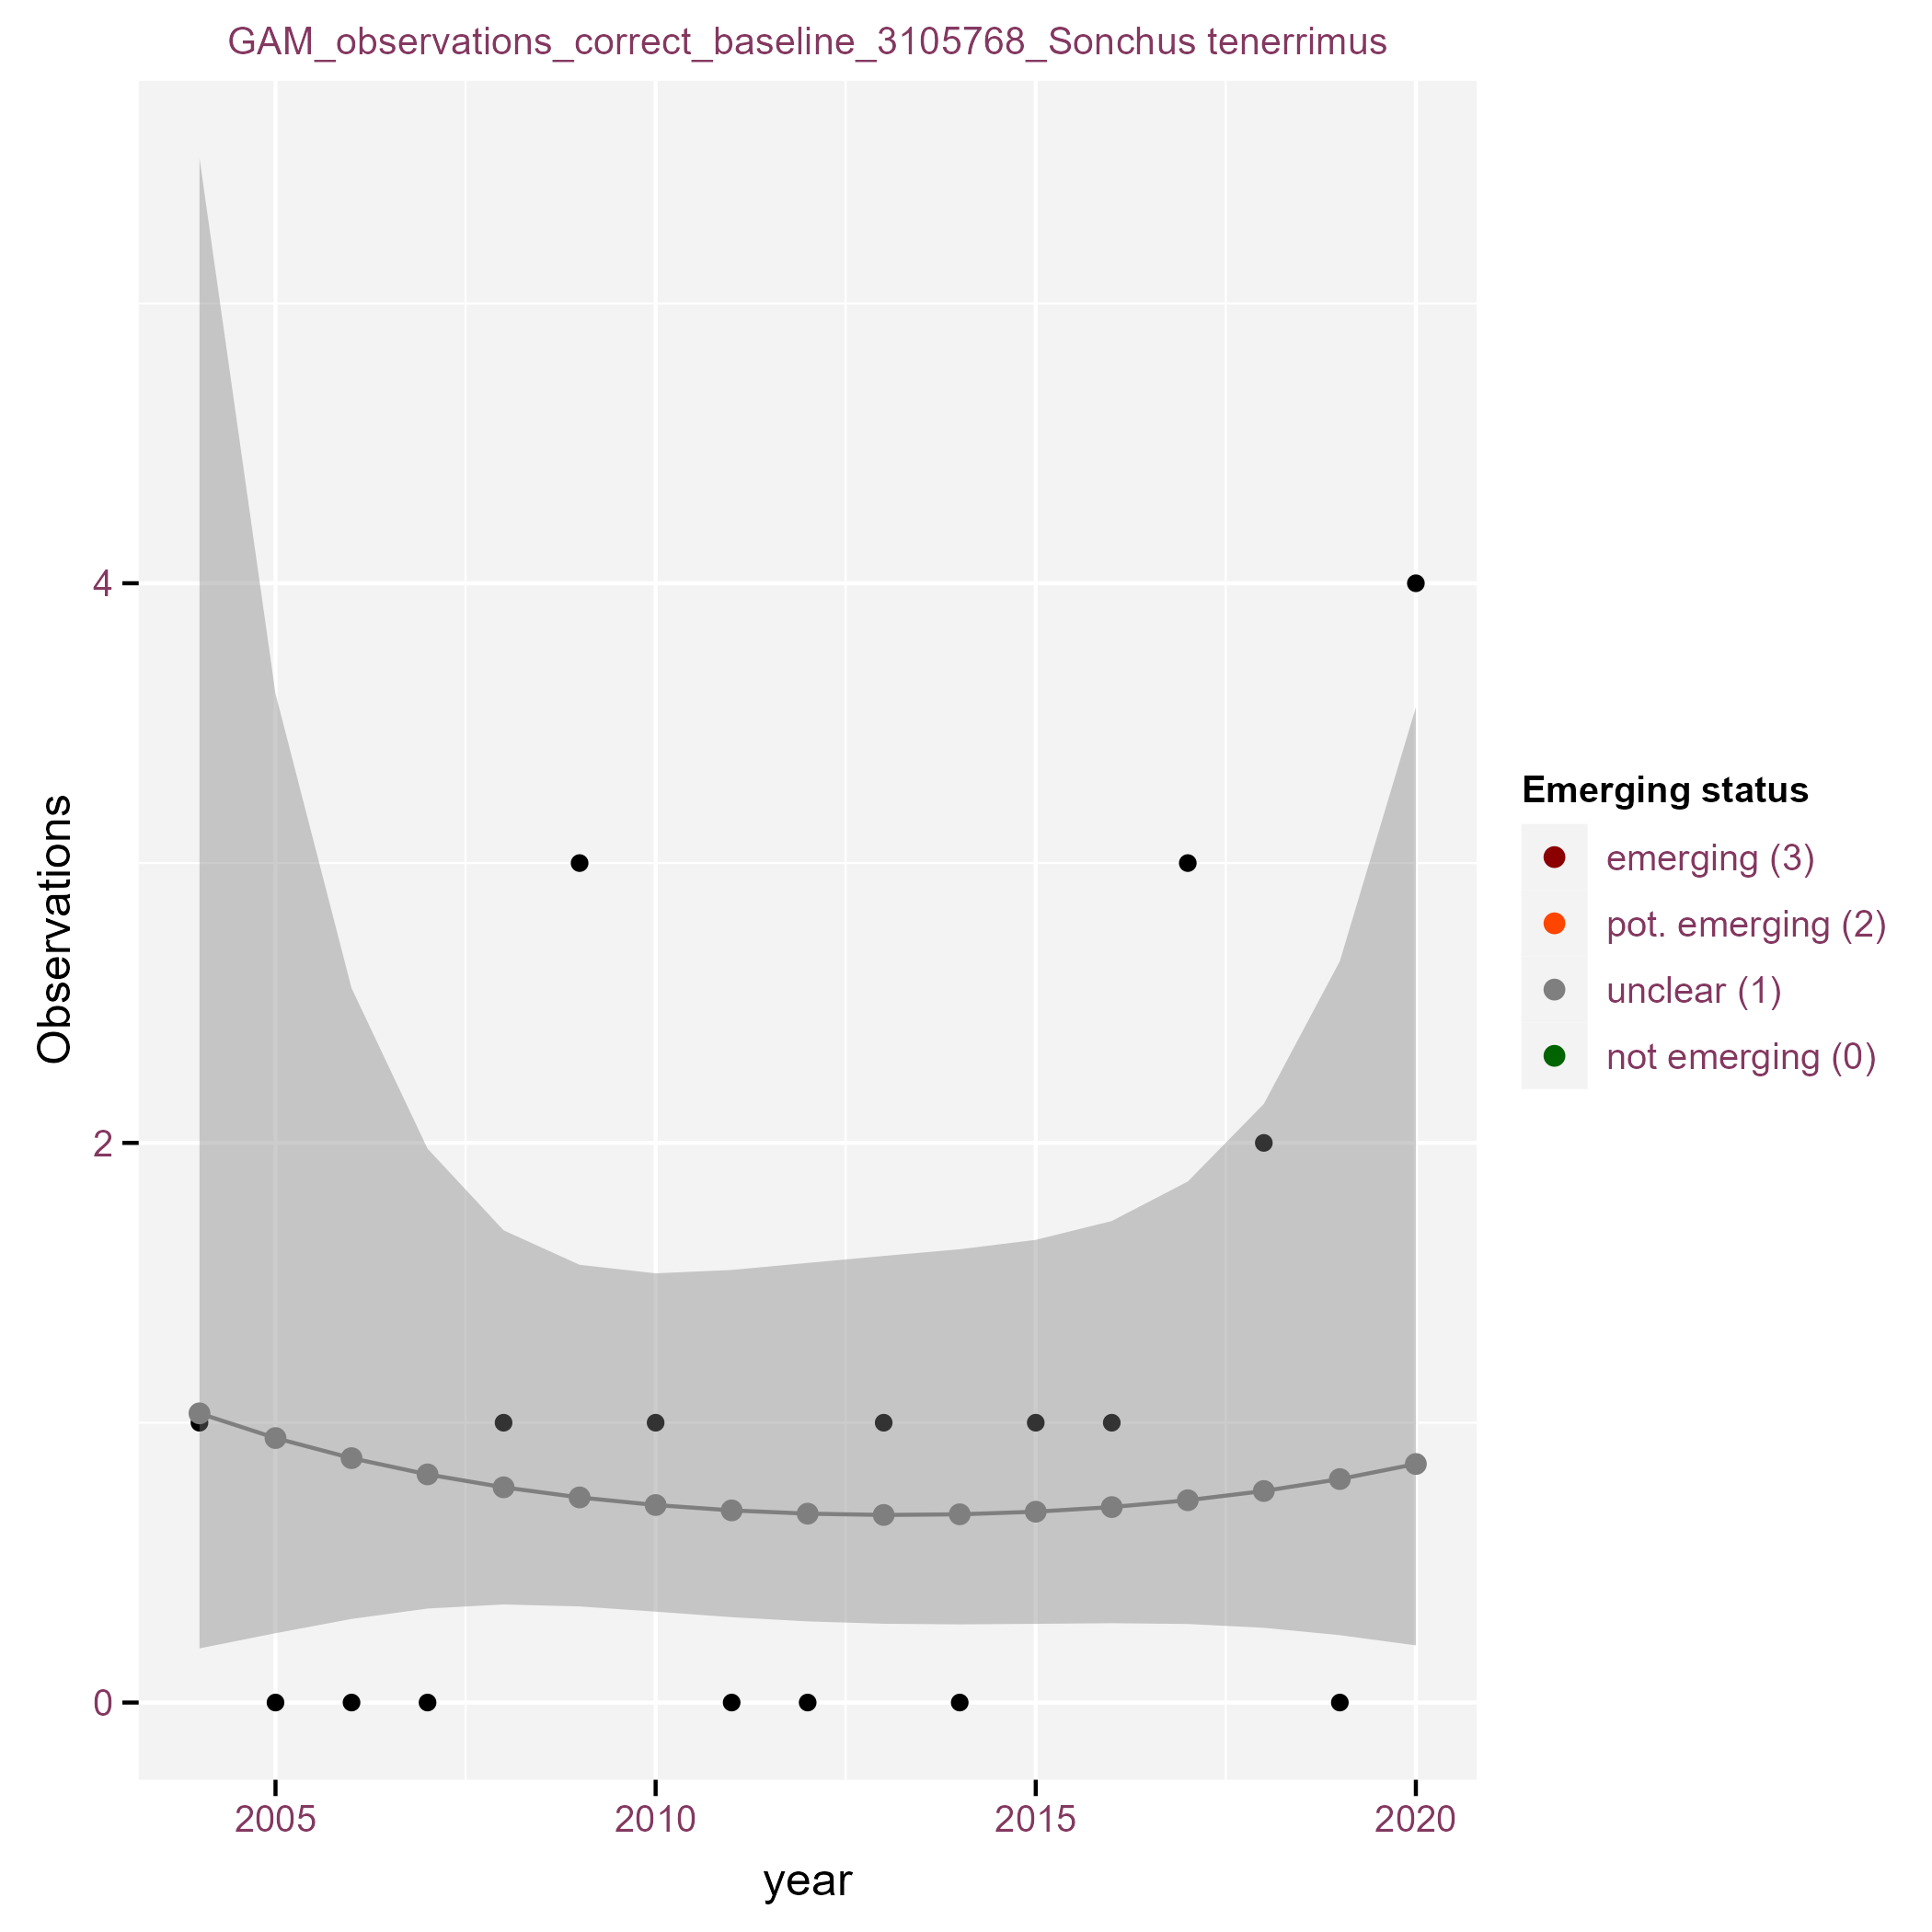 GAM_observations_correct_baseline_3105768_Sonchus tenerrimus
4
2
0
Observations
2005
2010
2015
2020
year
Emerging status
emerging (3)
pot. emerging (2)
unclear (1)
not emerging (0)